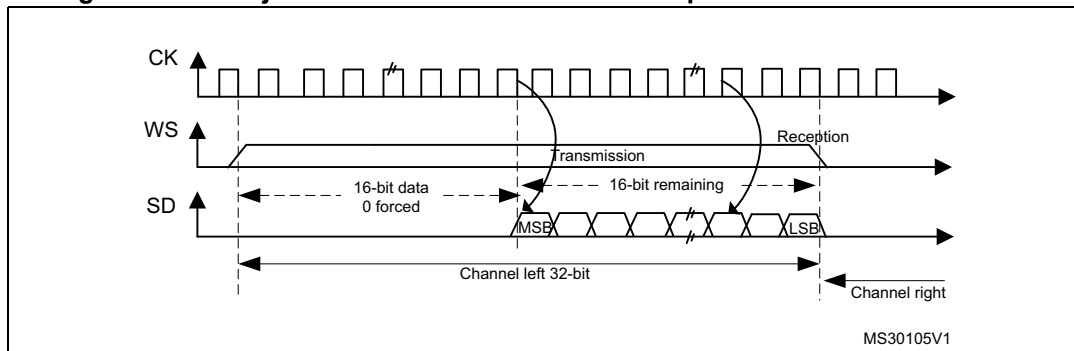 CK
WS
Reception
Transmission
16-bit data
0 forced
16-bit remaining
SD
MSB
LSB
Channel left 32-bit
Channel right
MS30105V1